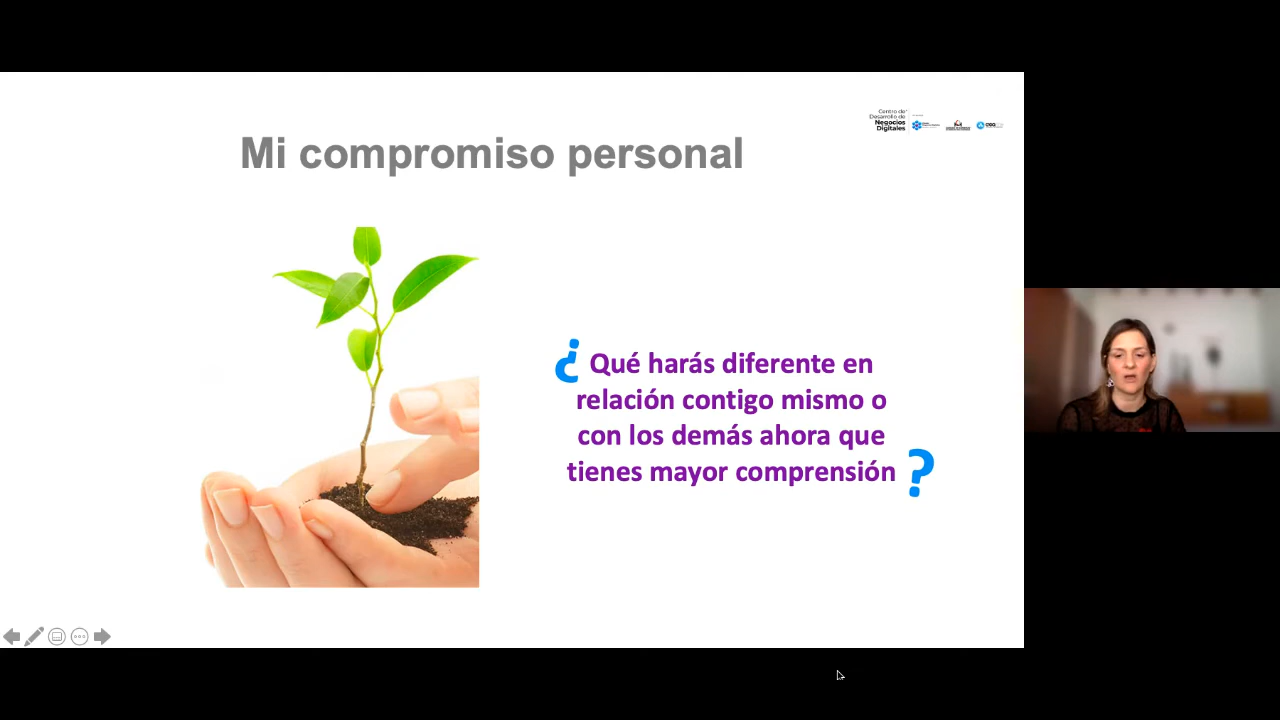 Centro de
Desarrollo de
Negocios
Digitales
Mi compromiso personal
¿ Qué harás diferente en
relación contigo mismo o
con los demás ahora que
tienes mayor comprensión ?